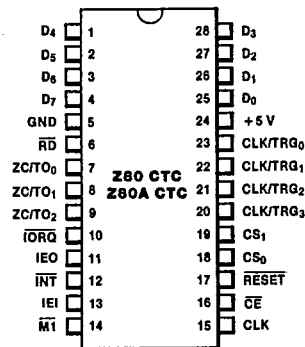 D4 1 28 D3
D5 2 27 D2
D6 3 26 D1
D7 4 25 D0
GND 5 24 +5 V
RD 6 23 CLK/TRG0
ZC/TO0 7 22 CLK/TRG1
Z80 CTC
ZC/TO1 8 21 CLK/TRG2
Z80A CTC
ZC/TO2 9 20 CLK/TRG3
IORQ 10 19 CS1
IEO 11 18 CS0
INT 12 17 RESET
IEI 13 16 CE
M1 14 15 CLK